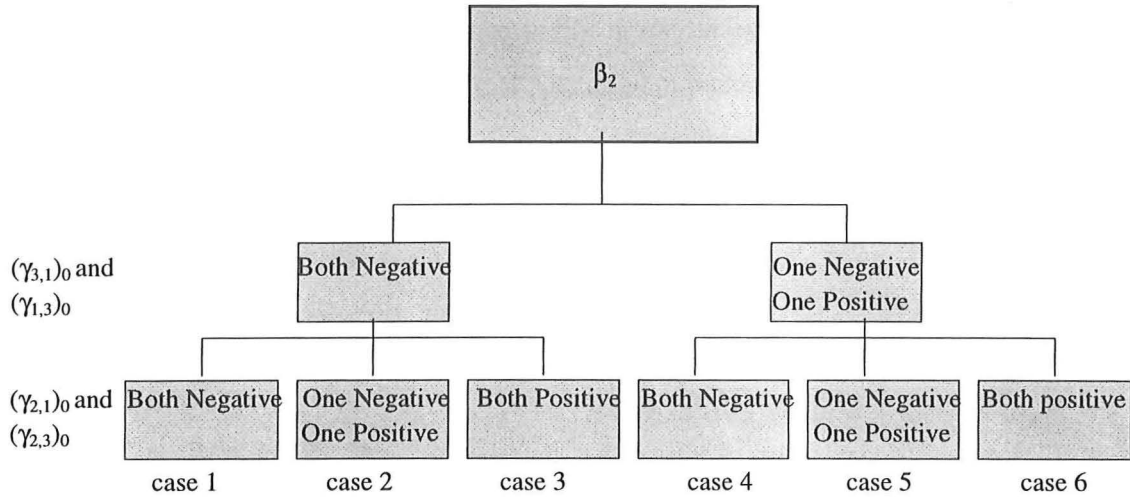 β₂
(γ₃,₁)₀ and
(γ₁,₃)₀
Both Negative
One Negative
One Positive
(γ₂,₁)₀ and
(γ₂,₃)₀
Both Negative
One Negative
One Positive
Both Positive
Both Negative
One Negative
One Positive
Both positive
case 1
case 2
case 3
case 4
case 5
case 6